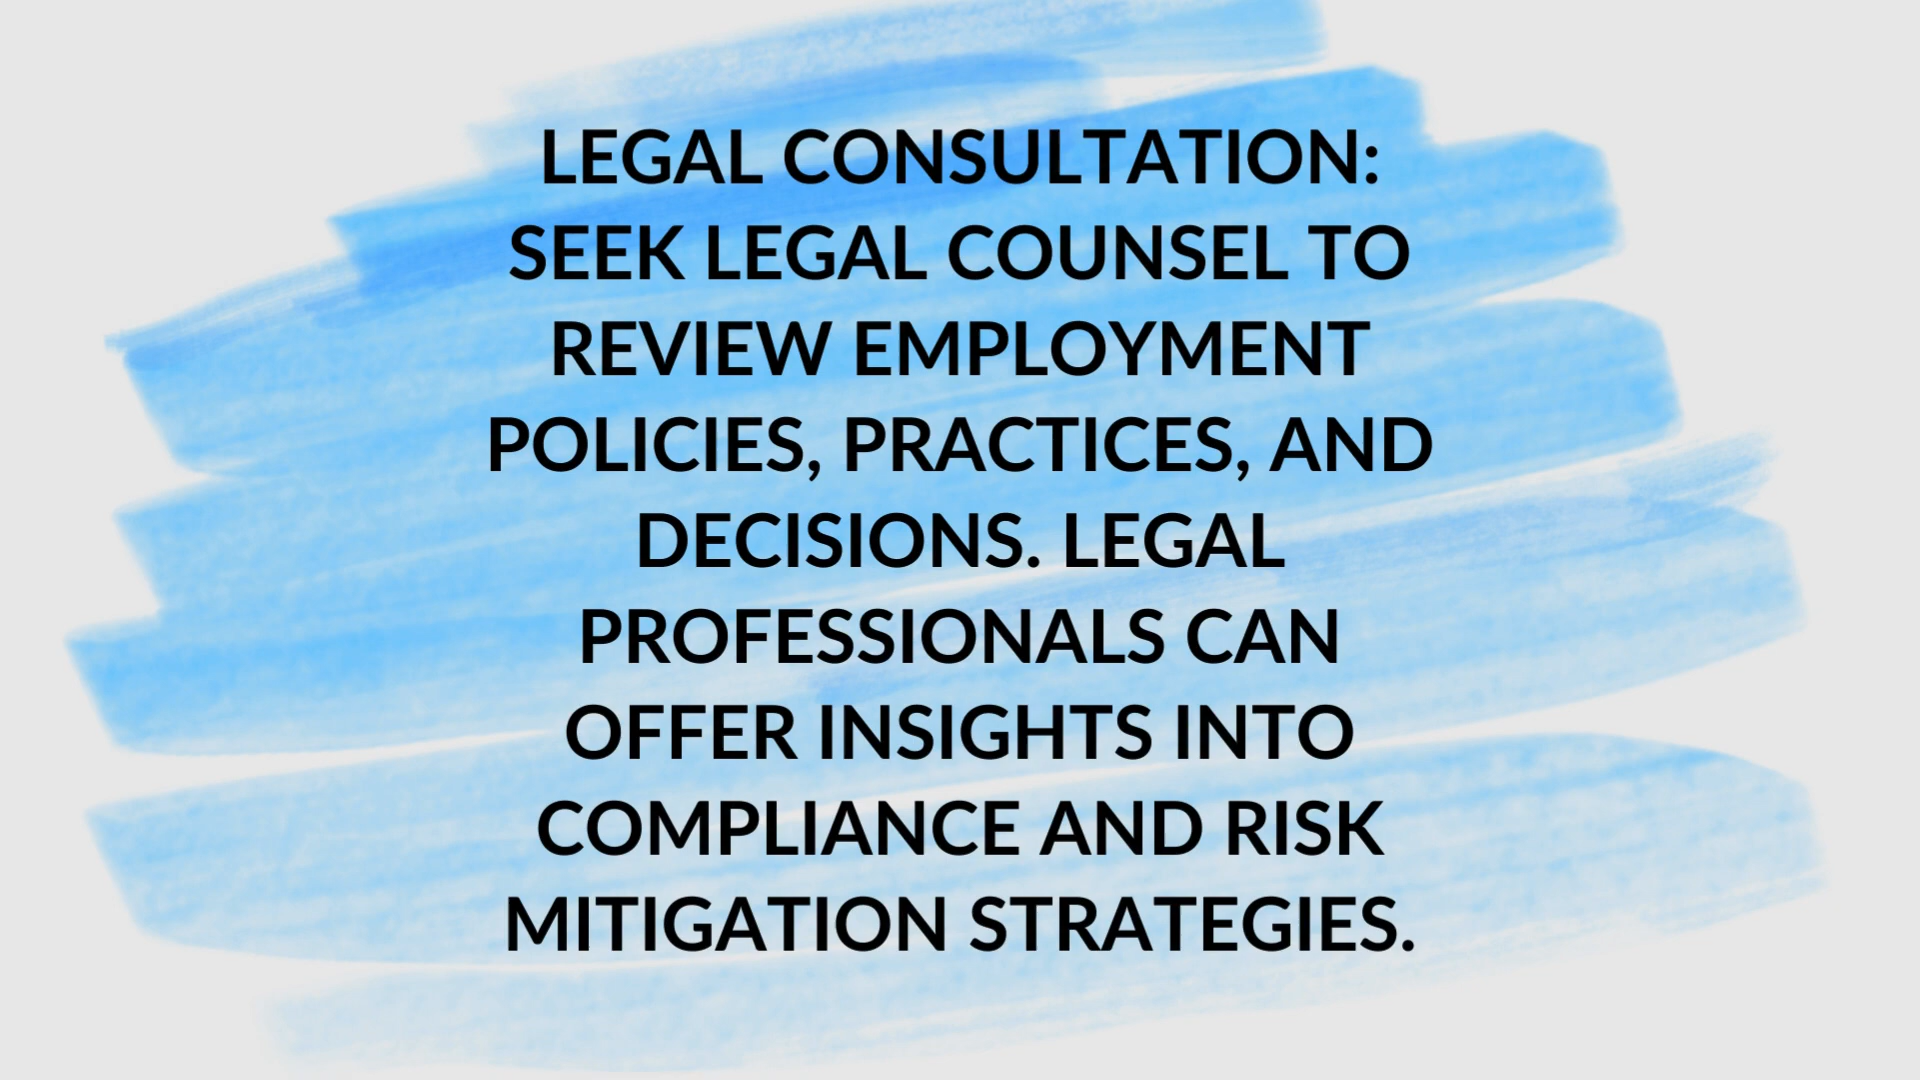 LEGAL CONSULTATION:
SEEK LEGAL COUNSEL TO
REVIEW EMPLOYMENT
POLICIES, PRACTICES, AND
DECISIONS. LEGAL
PROFESSIONALS CAN
OFFER INSIGHTS INTO
COMPLIANCE AND RISK
MITIGATION STRATEGIES.